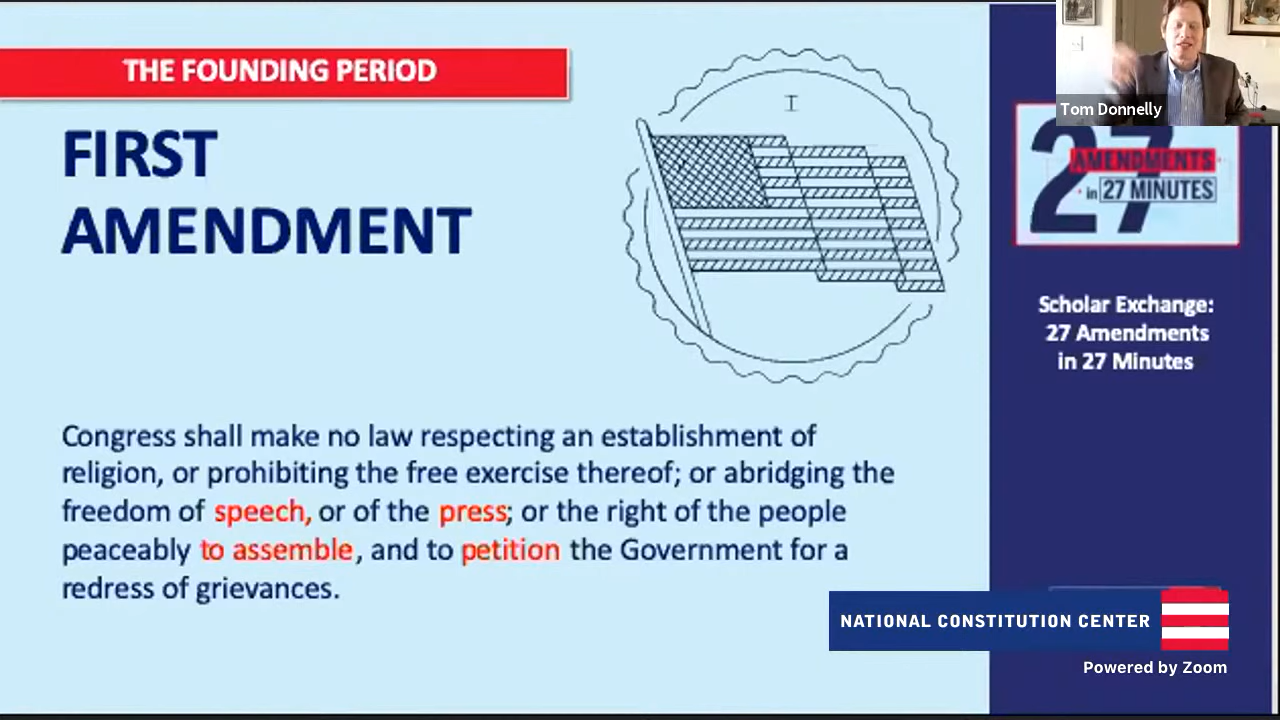 THE FOUNDING PERIOD
FIRST
AMENDMENT
I
Congress shall make no law respecting an establishment of
religion, or prohibiting the free exercise thereof; or abridging the
freedom of speech, or of the press; or the right of the people
peaceably to assemble, and to petition the Government for a
redress of grievances.
Tom Donnelly
27
AMENDMENTS
in 27 MINUTES
Scholar Exchange:
27 Amendments
in 27 Minutes
NATIONAL CONSTITUTION CENTER
Powered by Zoom